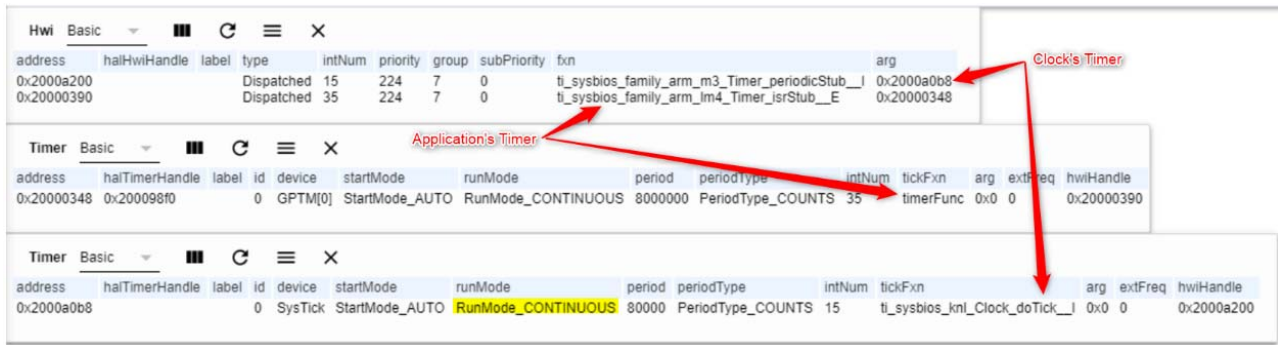 Hwi Basic
address halHwiHandle label type intNum priority group subPriority fxn arg
0x2000a200 Dispatched 15 224 7 0 ti_sysbios_family_arm_m3_Timer_periodicStub__I 0x2000a0b8
0x20000390 Dispatched 35 224 7 0 ti_sysbios_family_arm_lm4_Timer_isrStub__E 0x20000348
Clock's Timer
Application's Timer
Timer Basic
address halTimerHandle label id device startMode runMode period periodType intNum tickFxn arg extFreq hwiHandle
0x20000348 0x200098f0 0 GPTM[0] StartMode_AUTO RunMode_CONTINUOUS 8000000 PeriodType_COUNTS 35 timerFunc 0x0 0 0x20000390
Timer Basic
address halTimerHandle label id device startMode runMode period periodType intNum tickFxn arg extFreq hwiHandle
0x2000a0b8 0 SysTick StartMode_AUTO RunMode_CONTINUOUS 80000 PeriodType_COUNTS 15 ti_sysbios_knl_Clock_doTick__I 0x0 0 0x2000a200